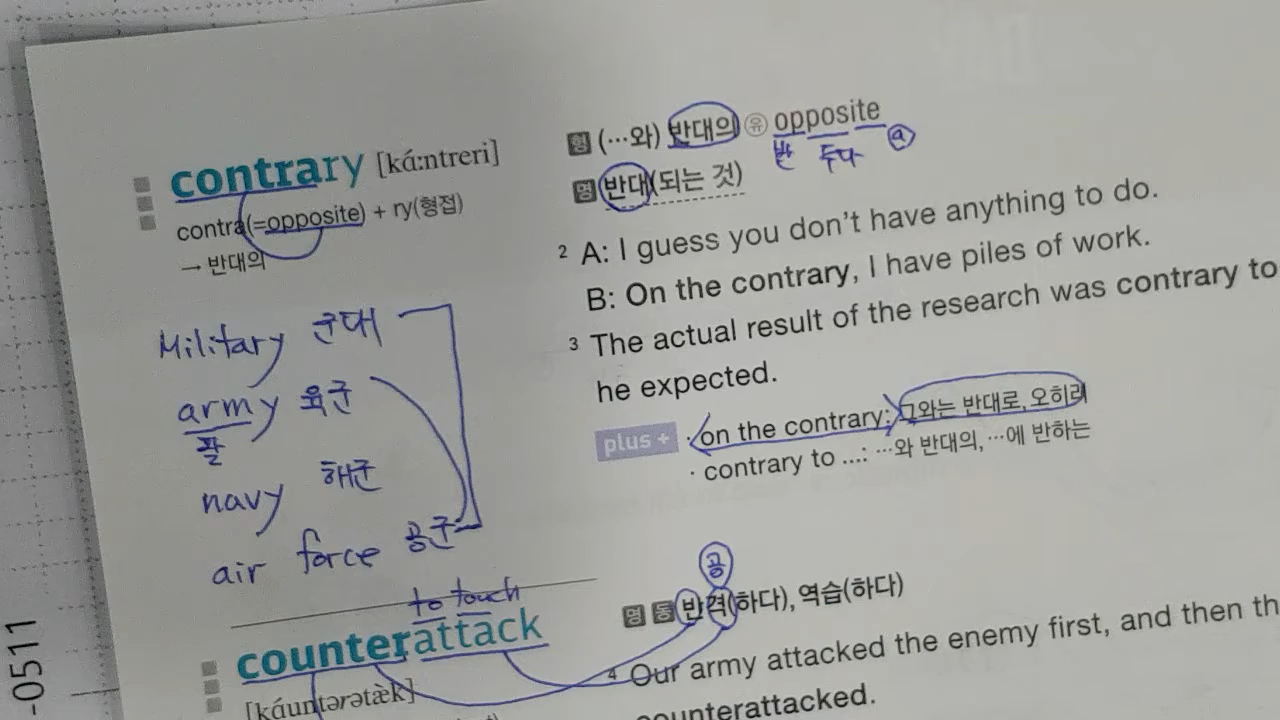 contrary [ká:ntreri]
contra(=opposite) + ry(형접)
→ 반대의
형 (…와) 반대의 유 opposite
반 두다 ⓐ
명 반대(되는 것)
2 A: I guess you don't have anything to do.
B: On the contrary, I have piles of work.
3 The actual result of the research was contrary to
he expected.
plus + · on the contrary: 그와는 반대로, 오히려
· contrary to ...: …와 반대의, …에 반하는
Military 군대
army 육군
팔
navy 해군
air force 공군
to touch
counterattack
[káuntərətæ̀k]
공
명 동 반격(하다), 역습(하다)
4 Our army attacked the enemy first, and then th
counterattacked.
-0511